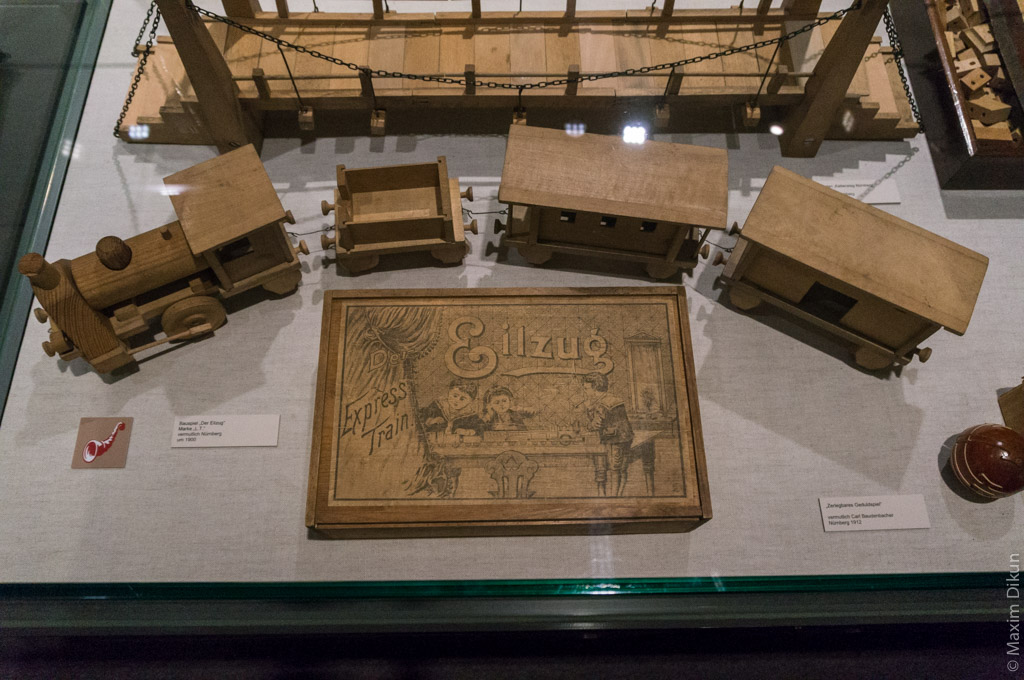 Der
Eilzug
Express
Train.
Bauspiel „Der Eilzug"
Marke „L.T."
vermutlich Nürnberg
um 1900
„Zerlegbares Geduldspiel"
vermutlich Carl Baudenbacher,
Nürnberg 1912
© Maxim Dikun